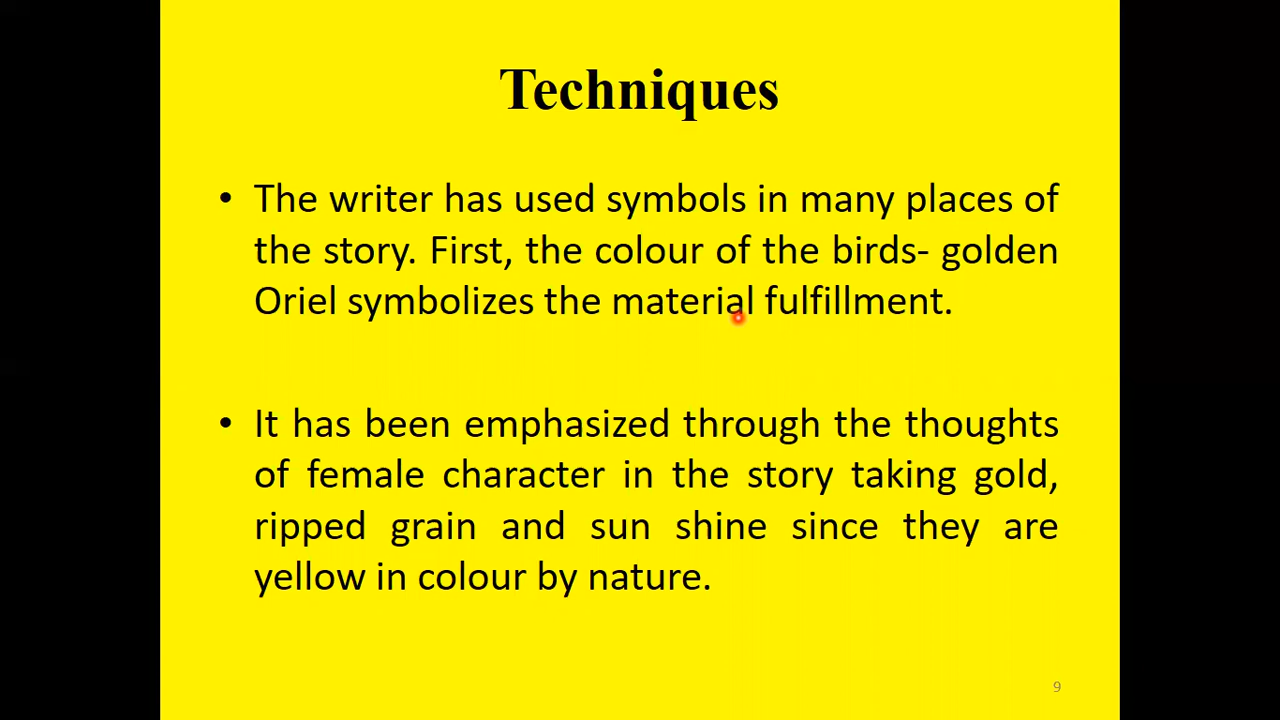 Techniques
• The writer has used symbols in many places of
the story. First, the colour of the birds- golden
Oriel symbolizes the material fulfillment.
• It has been emphasized through the thoughts
of female character in the story taking gold,
ripped grain and sun shine since they are
yellow in colour by nature.
9